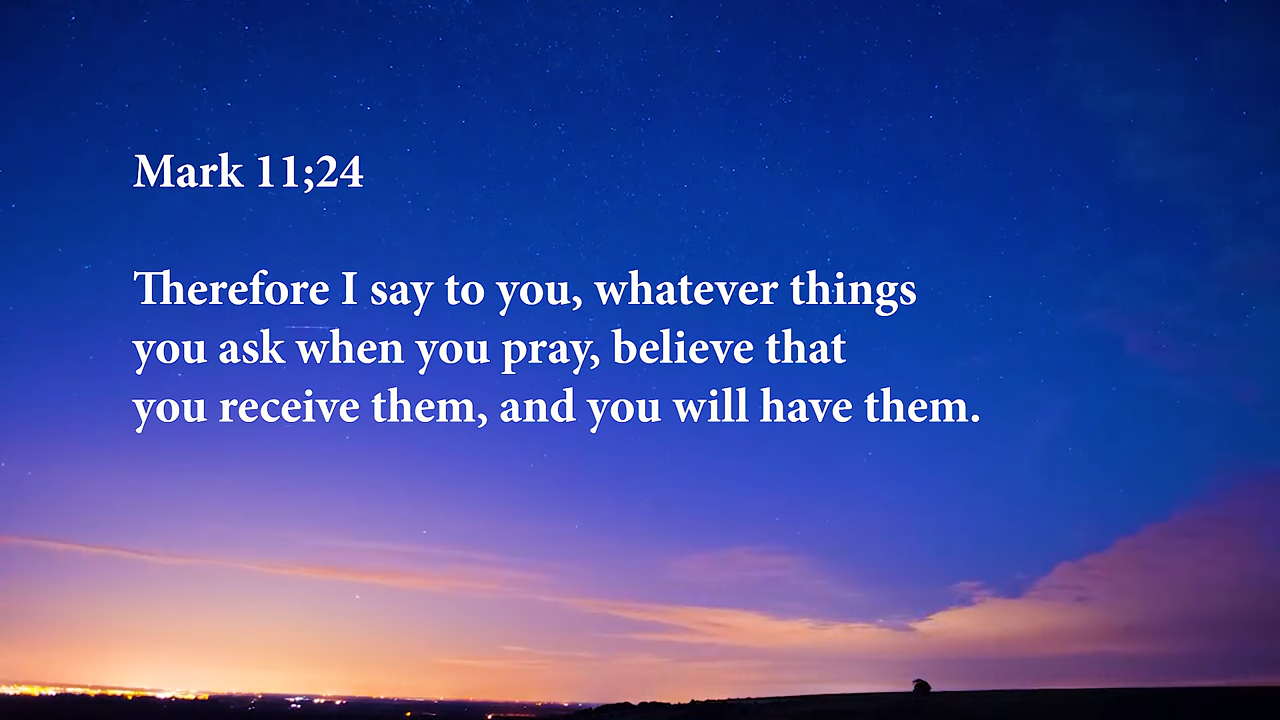 Mark 11;24
Therefore I say to you, whatever things
you ask when you pray, believe that
you receive them, and you will have them.